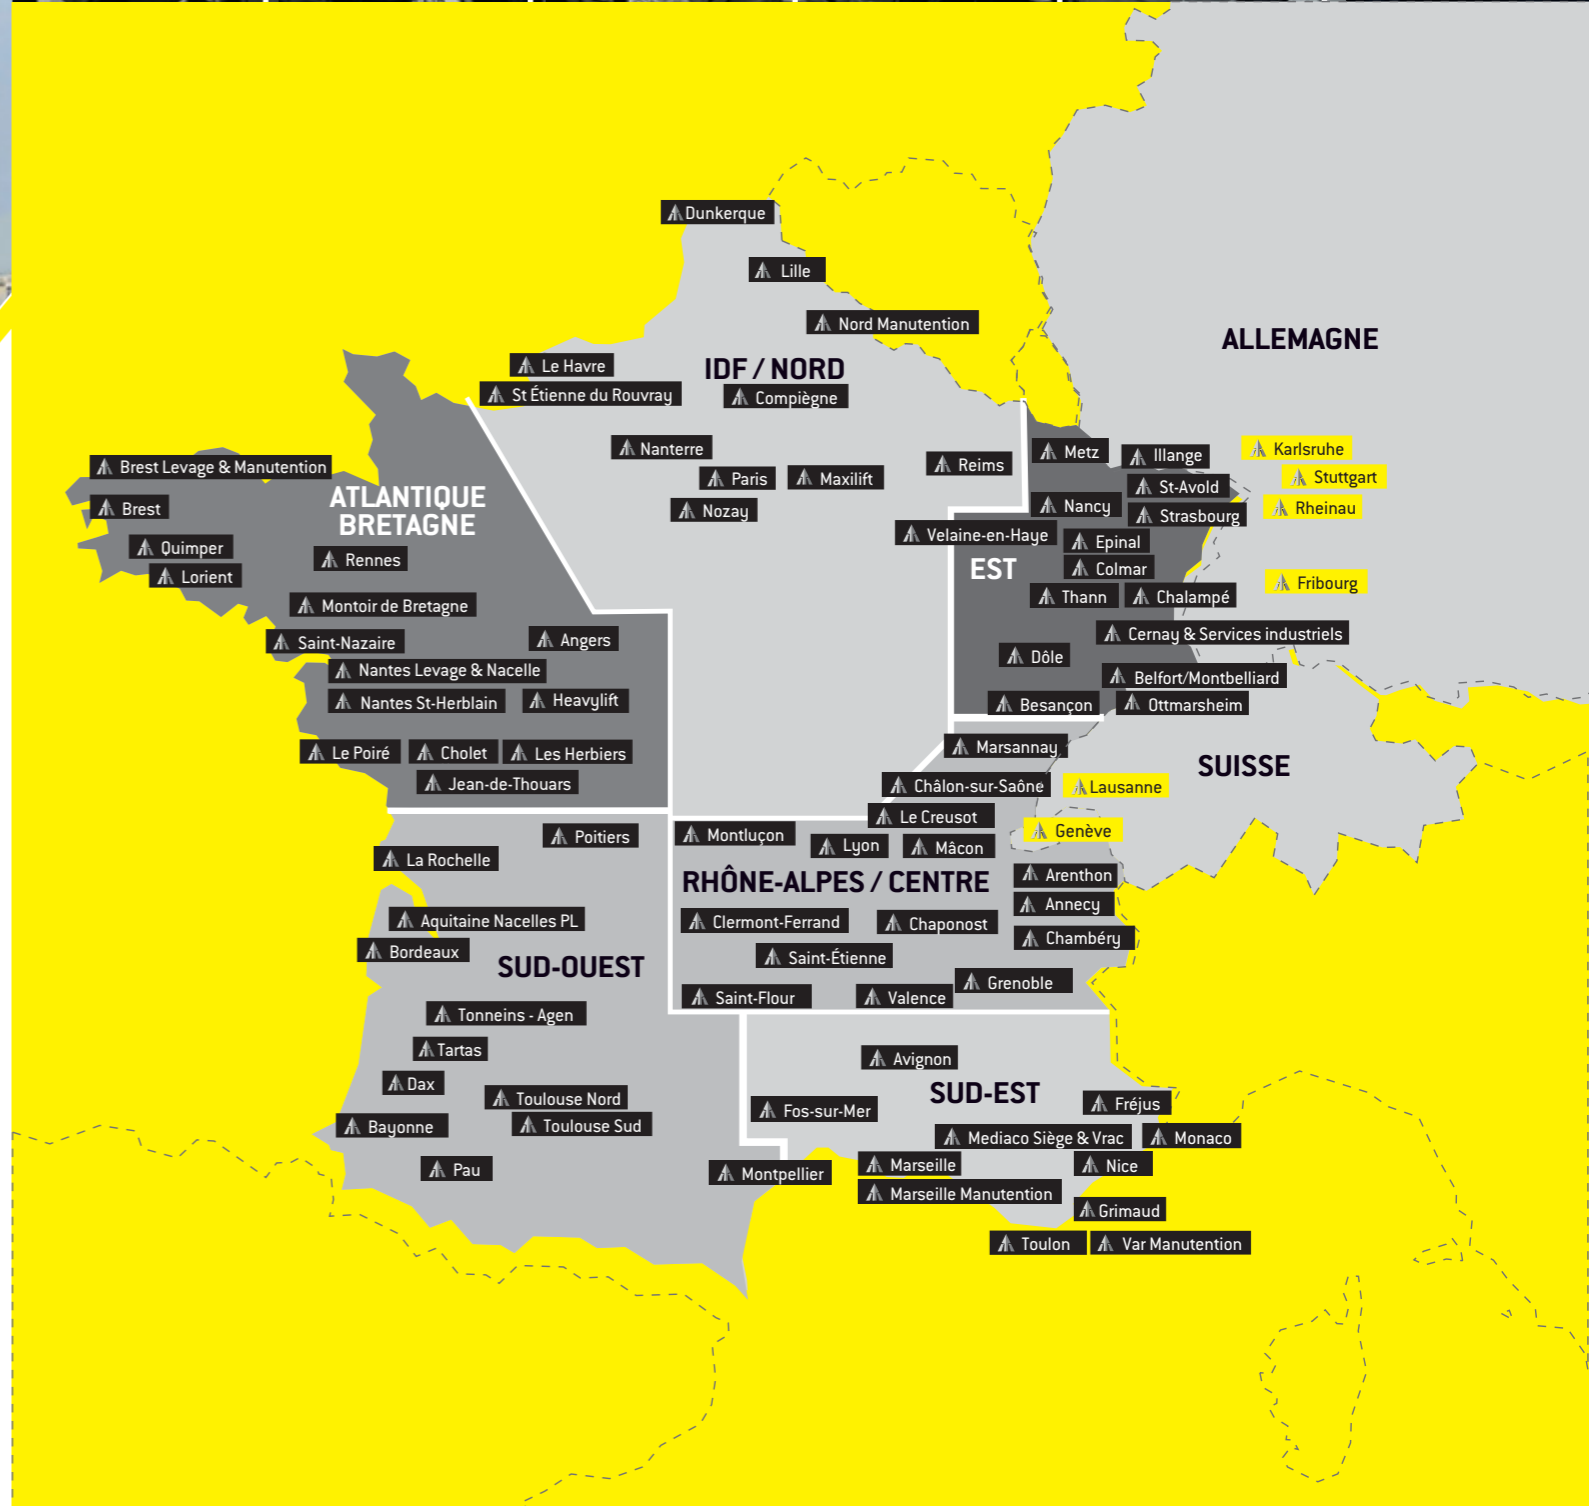 Dunkerque
Lille
Nord Manutention
ALLEMAGNE
Le Havre
IDF / NORD
St Étienne du Rouvray
Compiègne
Nanterre
Paris
Maxilift
Reims
Nozay
Metz
Illange
Karlsruhe
St-Avold
Stuttgart
Nancy
Strasbourg
Rheinau
Velaine-en-Haye
Epinal
EST
Colmar
Fribourg
Thann
Chalampé
Cernay & Services industriels
Dôle
Belfort/Montbelliard
Besançon
Ottmarsheim
Brest Levage & Manutention
ATLANTIQUE
BRETAGNE
Brest
Quimper
Rennes
Lorient
Montoir de Bretagne
Saint-Nazaire
Angers
Nantes Levage & Nacelle
Nantes St-Herblain
Heavylift
Le Poiré
Cholet
Les Herbiers
Jean-de-Thouars
Marsannay
SUISSE
Châlon-sur-Saône
Lausanne
Le Creusot
Genève
Montluçon
Lyon
Mâcon
RHÔNE-ALPES / CENTRE
Arenthon
Annecy
Clermont-Ferrand
Chaponost
Chambéry
Saint-Étienne
Grenoble
Saint-Flour
Valence
Poitiers
La Rochelle
Aquitaine Nacelles PL
Bordeaux
SUD-OUEST
Tonneins - Agen
Tartas
Dax
Toulouse Nord
Bayonne
Toulouse Sud
Pau
Avignon
SUD-EST
Fos-sur-Mer
Fréjus
Mediaco Siège & Vrac
Monaco
Montpellier
Marseille
Nice
Marseille Manutention
Grimaud
Toulon
Var Manutention